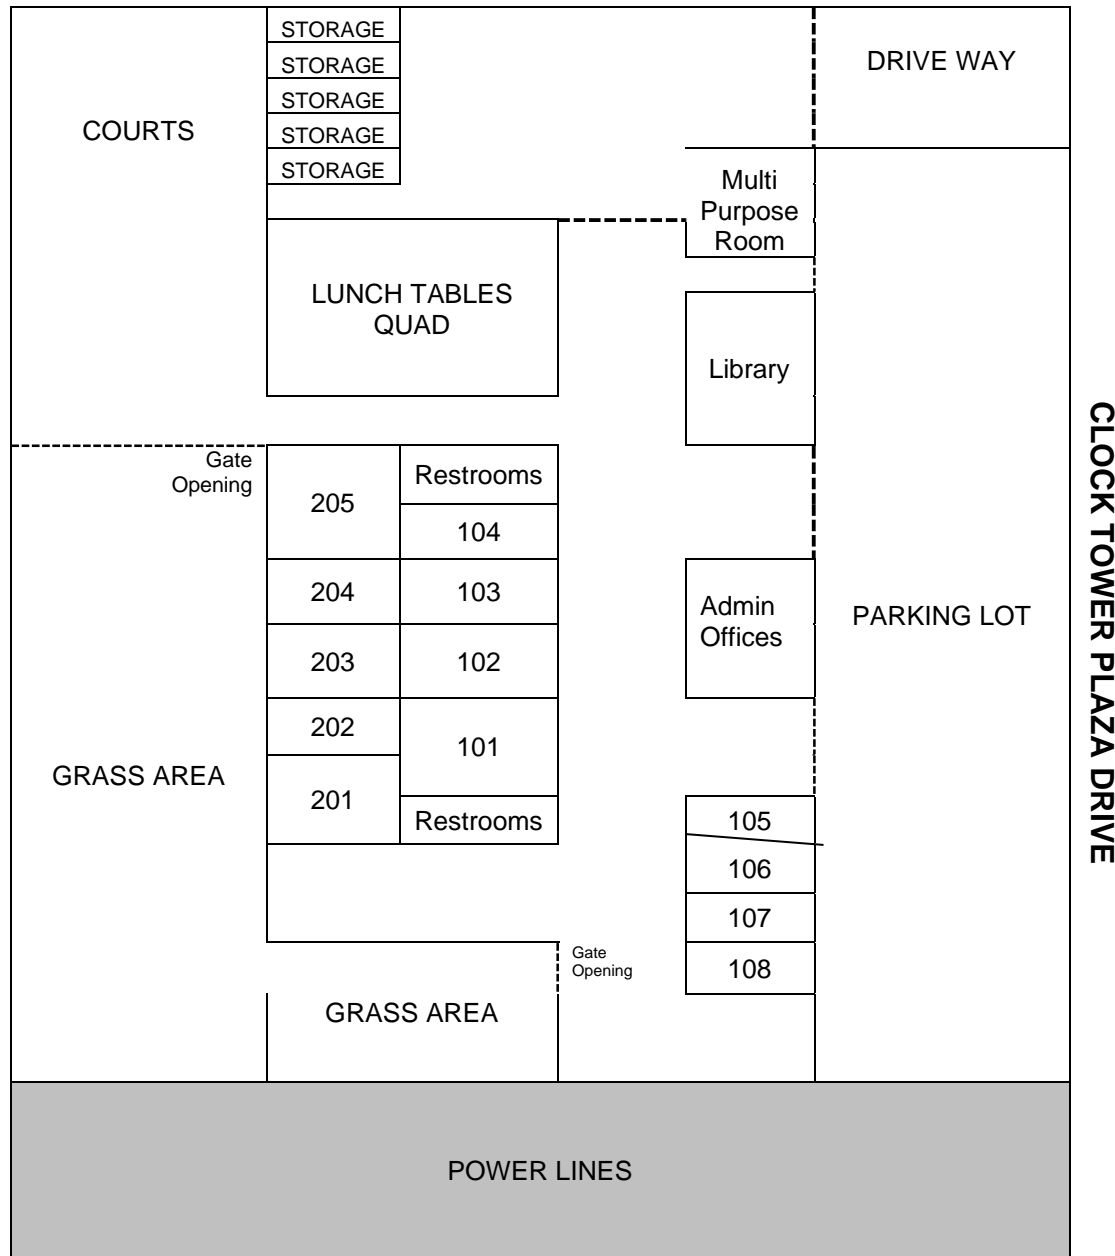 STORAGE
STORAGE
STORAGE
STORAGE
STORAGE
COURTS
DRIVE WAY
Multi
Purpose
Room
LUNCH TABLES
QUAD
Library
Gate
Opening
205
Restrooms
104
204
103
203
102
202
101
201
Restrooms
Admin
Offices
PARKING LOT
CLOCK TOWER PLAZA DRIVE
GRASS AREA
105
106
107
108
Gate
Opening
GRASS AREA
POWER LINES